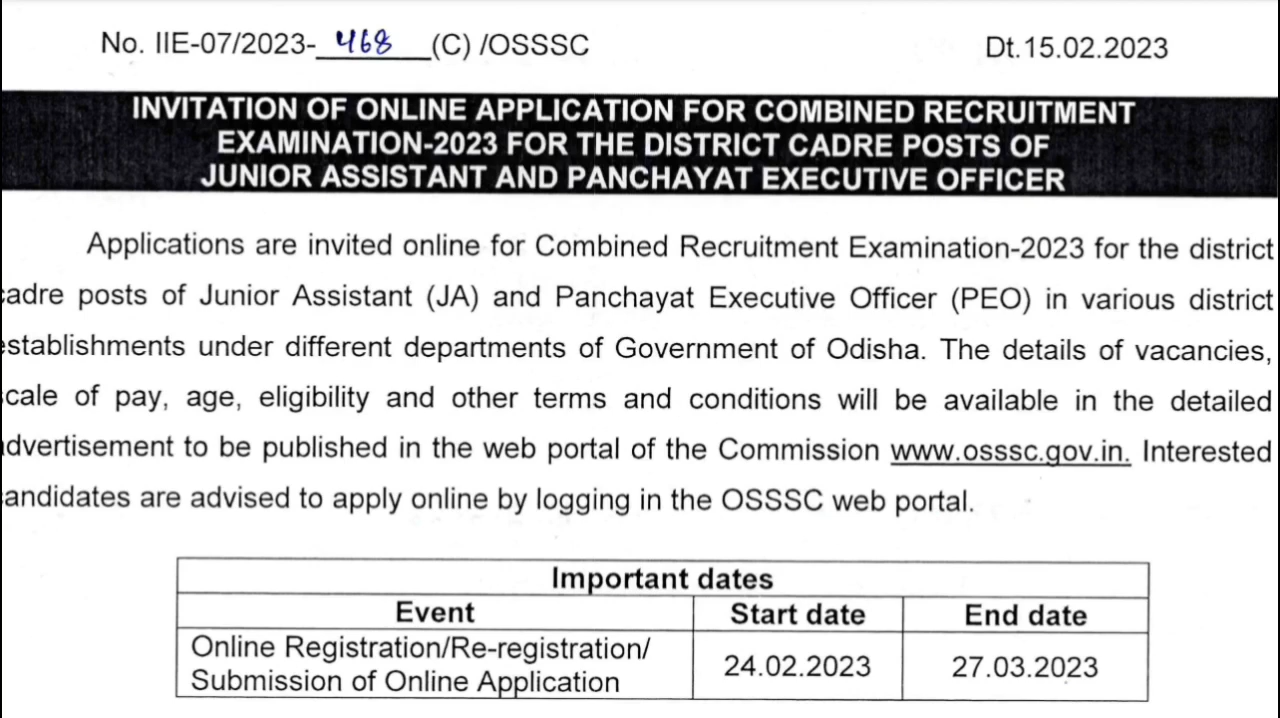 No. IIE-07/2023-468 (C) /OSSSC Dt.15.02.2023
INVITATION OF ONLINE APPLICATION FOR COMBINED RECRUITMENT
EXAMINATION-2023 FOR THE DISTRICT CADRE POSTS OF
JUNIOR ASSISTANT AND PANCHAYAT EXECUTIVE OFFICER
Applications are invited online for Combined Recruitment Examination-2023 for the district
cadre posts of Junior Assistant (JA) and Panchayat Executive Officer (PEO) in various district
establishments under different departments of Government of Odisha. The details of vacancies,
scale of pay, age, eligibility and other terms and conditions will be available in the detailed
advertisement to be published in the web portal of the Commission www.osssc.gov.in. Interested
candidates are advised to apply online by logging in the OSSSC web portal.
Important dates
Event Start date End date
Online Registration/Re-registration/
Submission of Online Application 24.02.2023 27.03.2023